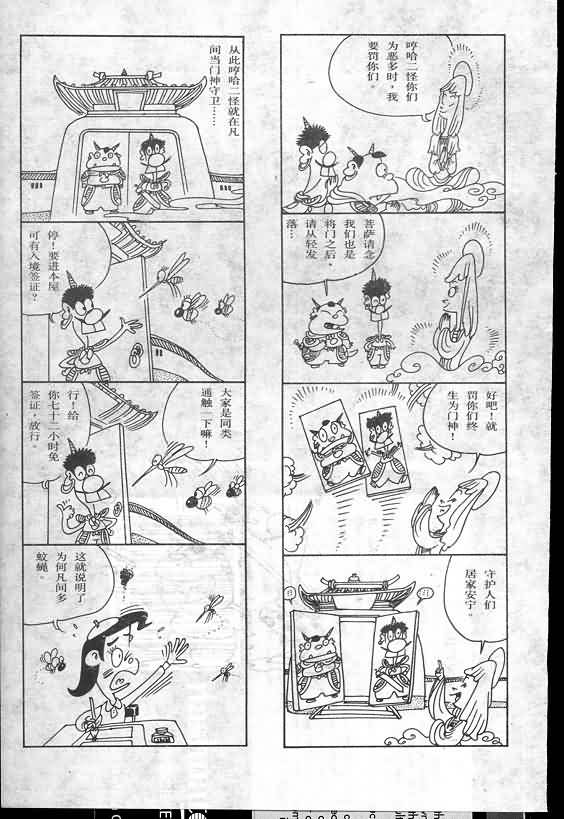 哼哈二怪你们
为恶多时，我
要罚你们。
菩萨请念
我们也是
将门之后，
请从轻发
落…
好吧！就
罚你们终
生为门神！
守护人们
居家安宁。
从此哼哈二怪就在凡
间当门神守卫……
停！要进本屋
可有入境签证？
大家是同类
通融一下嘛！
行！给
你七十二小时免
签证，放行。
这就说明了
为何凡间多
蚊蝇。